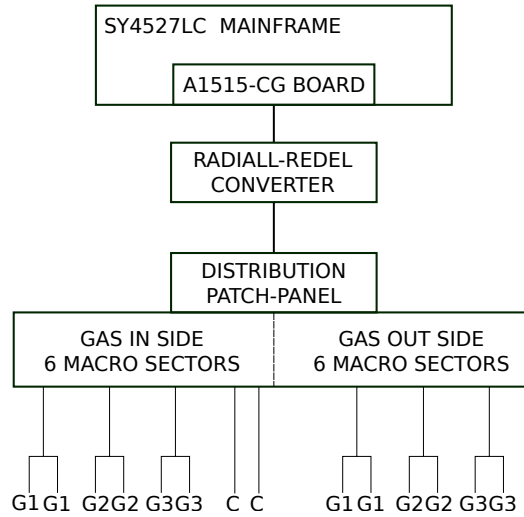 SY4527LC MAINFRAME
A1515-CG BOARD
RADIALL-REDEL
CONVERTER
DISTRIBUTION
PATCH-PANEL
GAS IN SIDE
6 MACRO SECTORS
GAS OUT SIDE
6 MACRO SECTORS
G1 G1 G2 G2 G3 G3 C C G1 G1 G2 G2 G3 G3